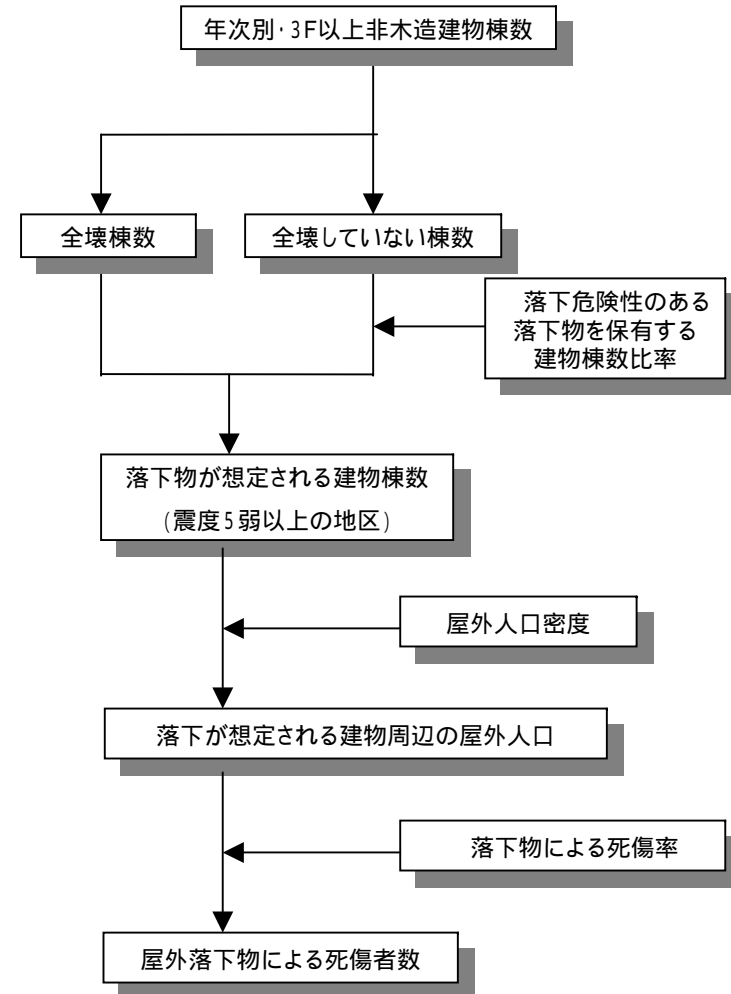 年次別・3F以上非木造建物棟数
全壊棟数
全壊していない棟数
落下危険性のある
落下物を保有する
建物棟数比率
落下物が想定される建物棟数
(震度5弱以上の地区)
屋外人口密度
落下が想定される建物周辺の屋外人口
落下物による死傷率
屋外落下物による死傷者数